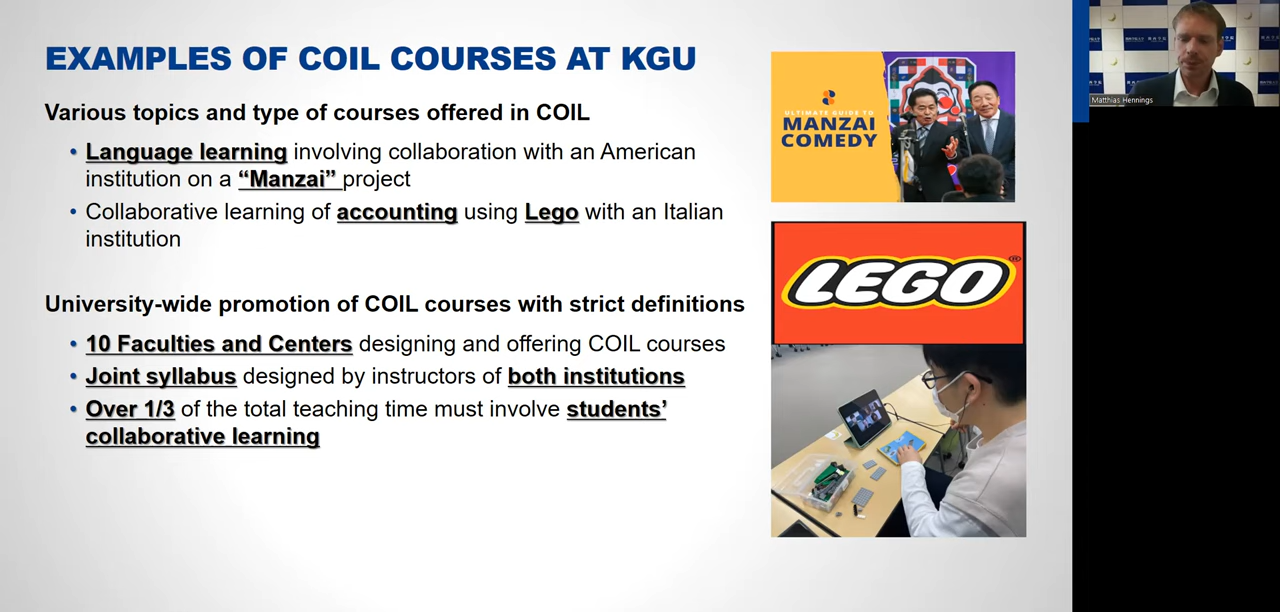 EXAMPLES OF COIL COURSES AT KGU
Various topics and type of courses offered in COIL
• Language learning involving collaboration with an American
institution on a “Manzai” project
• Collaborative learning of accounting using Lego with an Italian
institution
University-wide promotion of COIL courses with strict definitions
• 10 Faculties and Centers designing and offering COIL courses
• Joint syllabus designed by instructors of both institutions
• Over 1/3 of the total teaching time must involve students’
collaborative learning
ULTIMATE GUIDE TO
MANZAI
COMEDY
LEGO®
Matthias Hennings